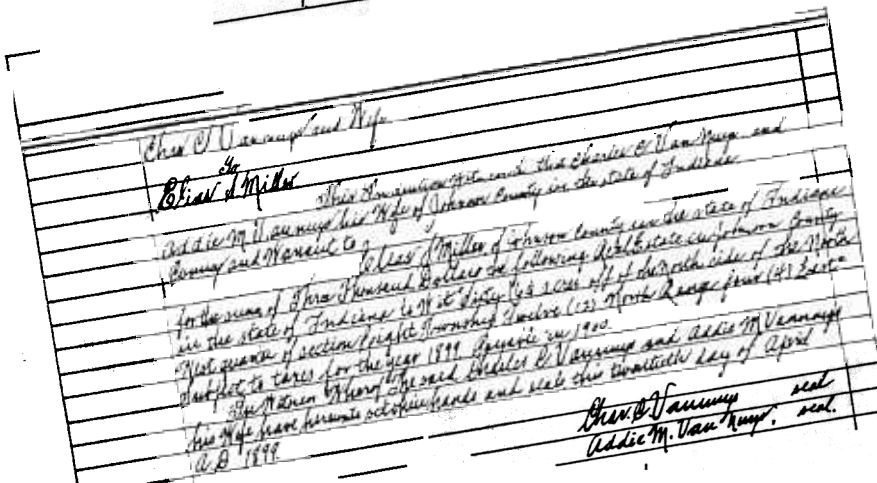 Chas C Vannuys and Wife
To
Elias S Miller
This Indenture Witnesseth that Charles C Van Nuys and
Addie M Vannuys his Wife of Johnson County in the state of Indiana
Convey and Warrant to
Elias S Miller of Johnson County in the state of Indiana
for the sum of Three Thousand Dollars the following Real Estate in Johnson County
in the state of Indiana to Wit Sixty acres off of the north side of the North
West quarter of section Eight Township Twelve (12) North Range four (4) East
subject to taxes for the year 1899 payable in 1900
In Witness Whereof the said Charles C Vannuys and Addie M Vannuys
his Wife have hereunto set their hands and seals this twentieth day of April
A.D 1899
Chas. C Vannuys seal
Addie M. Van Nuys. seal.